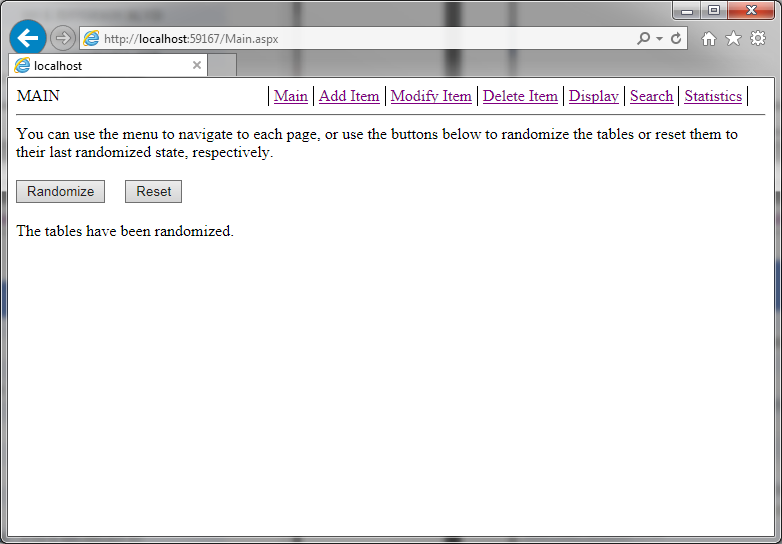 http://localhost:59167/Main.aspx
localhost
MAIN | Main | Add Item | Modify Item | Delete Item | Display | Search | Statistics |
You can use the menu to navigate to each page, or use the buttons below to randomize the tables or reset them to
their last randomized state, respectively.
Randomize Reset
The tables have been randomized.